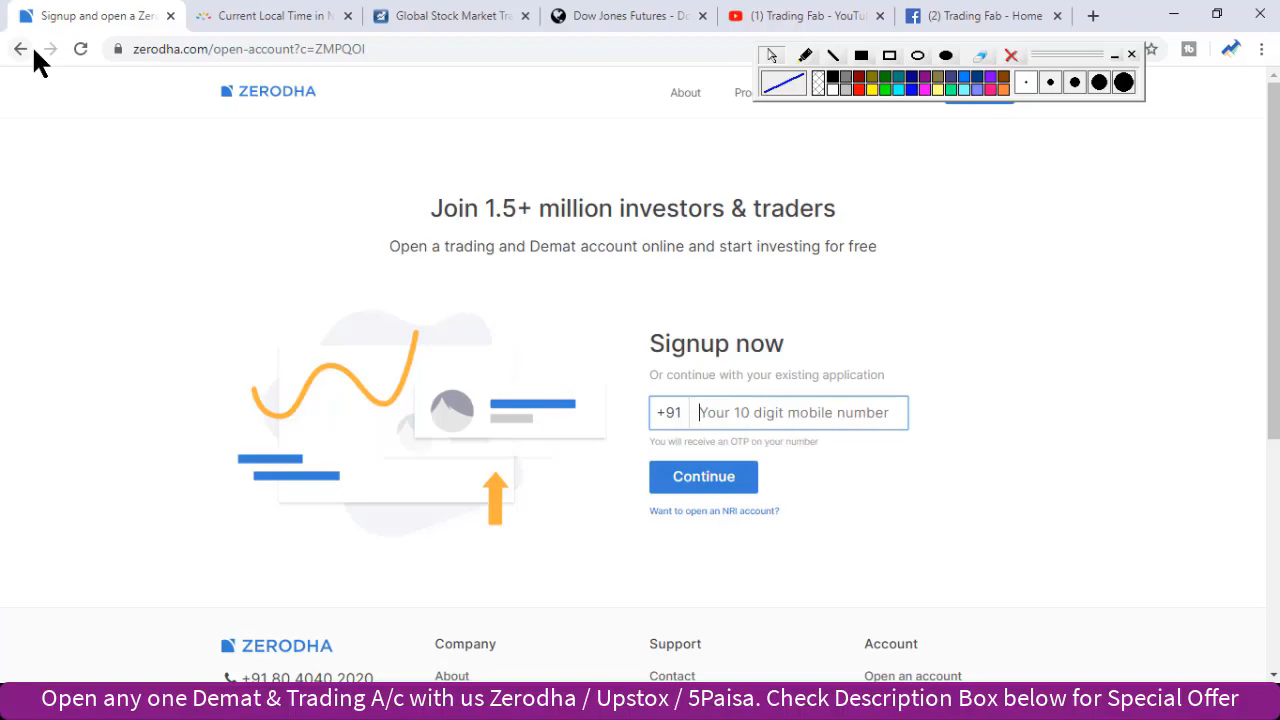 Signup and open a Zer
Current Local Time in N
Global Stock Market Tra
Dow Jones Futures - Do
(1) Trading Fab - YouTu
(2) Trading Fab - Home
zerodha.com/open-account?c=ZMPQOI
ZERODHA
About
Pro
Join 1.5+ million investors & traders
Open a trading and Demat account online and start investing for free
Signup now
Or continue with your existing application
+91 Your 10 digit mobile number
You will receive an OTP on your number
Continue
Want to open an NRI account?
ZERODHA
Company
Support
Account
+91 80 4040 2020
About
Contact
Open an account
Open any one Demat & Trading A/c with us Zerodha / Upstox / 5Paisa. Check Description Box below for Special Offer